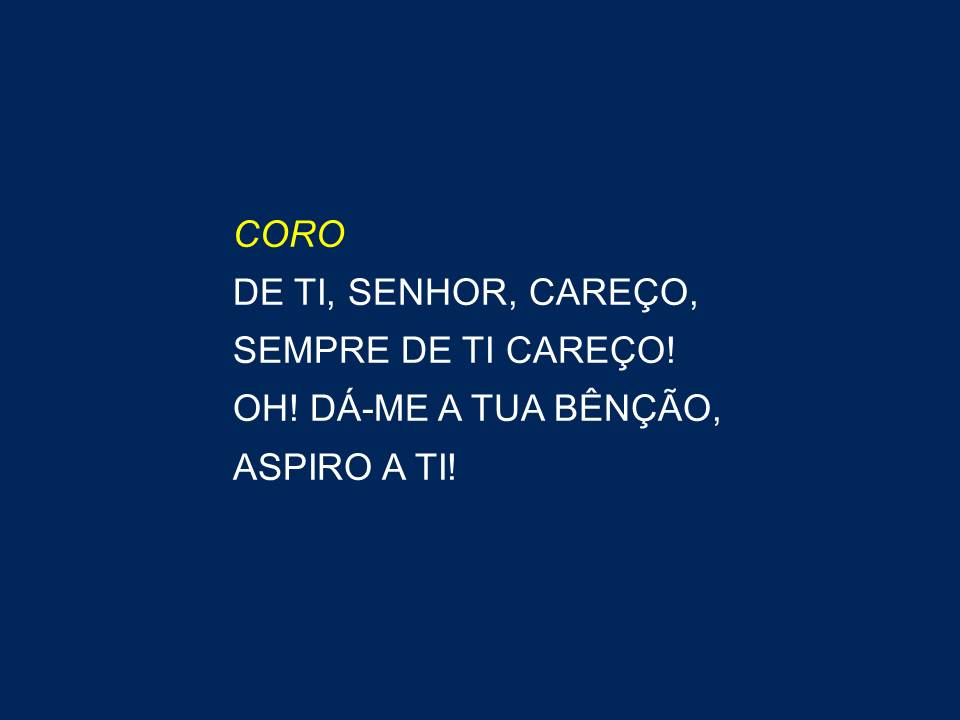 CORO
DE TI, SENHOR, CAREÇO,
SEMPRE DE TI CAREÇO!
OH! DÁ-ME A TUA BÊNÇÃO,
ASPIRO A TI!